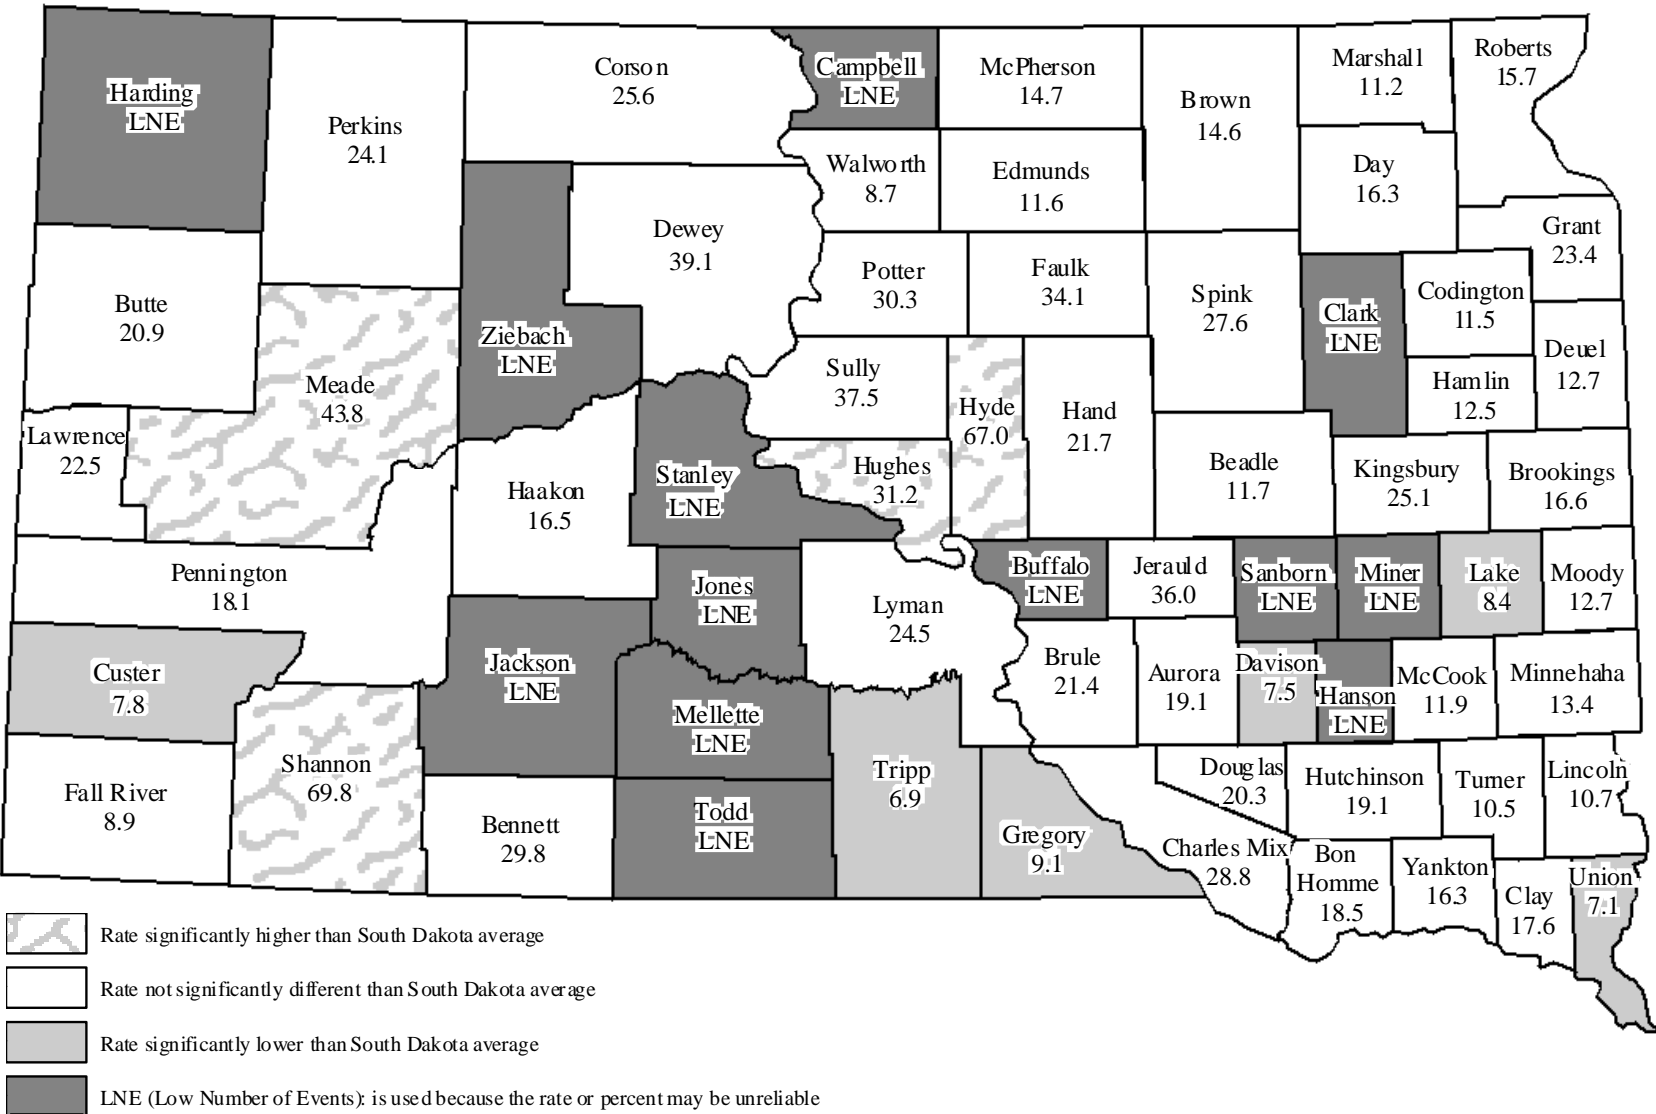 Harding
LNE
Perkins
24.1
Corson
25.6
Campbell
LNE
McPherson
14.7
Brown
14.6
Marshall
11.2
Roberts
15.7
Walworth
8.7
Edmunds
11.6
Day
16.3
Grant
23.4
Butte
20.9
Meade
43.8
Ziebach
LNE
Dewey
39.1
Potter
30.3
Faulk
34.1
Spink
27.6
Clark
LNE
Codington
11.5
Deuel
12.7
Hamlin
12.5
Sully
37.5
Hyde
67.0
Hand
21.7
Lawrence
22.5
Haakon
16.5
Stanley
LNE
Hughes
31.2
Beadle
11.7
Kingsbury
25.1
Brookings
16.6
Pennington
18.1
Jones
LNE
Lyman
24.5
Buffalo
LNE
Jerauld
36.0
Sanborn
LNE
Miner
LNE
Lake
8.4
Moody
12.7
Custer
7.8
Jackson
LNE
Mellette
LNE
Brule
21.4
Aurora
19.1
Davison
7.5
Hanson
LNE
McCook
11.9
Minnehaha
13.4
Fall River
8.9
Shannon
69.8
Bennett
29.8
Todd
LNE
Tripp
6.9
Gregory
9.1
Douglas
20.3
Charles Mix
28.8
Hutchinson
19.1
Turner
10.5
Lincoln
10.7
Bon
Homme
18.5
Yankton
16.3
Clay
17.6
Union
7.1
Rate significantly higher than South Dakota average
Rate not significantly different than South Dakota average
Rate significantly lower than South Dakota average
LNE (Low Number of Events): is used because the rate or percent may be unreliable